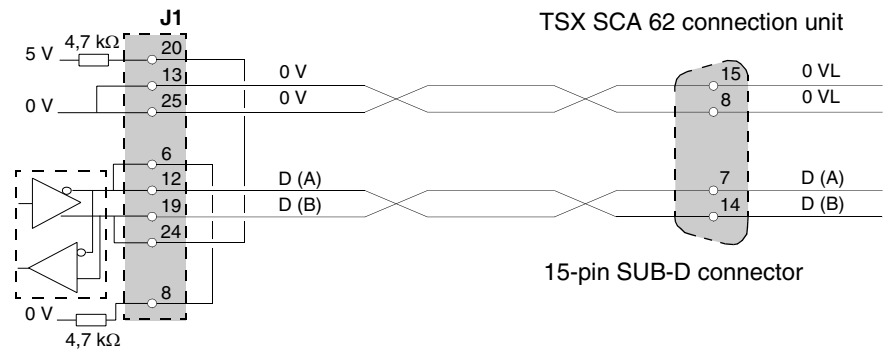 J1
TSX SCA 62 connection unit
4,7 kΩ
5 V
20
13
0 V
15
0 VL
0 V
25
0 V
8
0 VL
6
12
D (A)
7
D (A)
19
D (B)
14
D (B)
24
15-pin SUB-D connector
8
0 V
4,7 kΩ